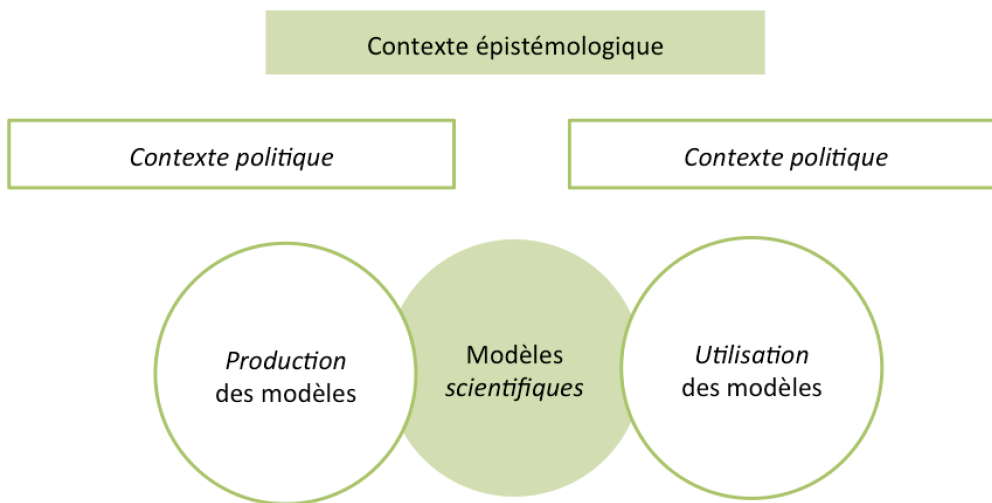 Contexte épistémologique
Contexte politique
Contexte politique
Production
des modèles
Modèles
scientifiques
Utilisation
des modèles